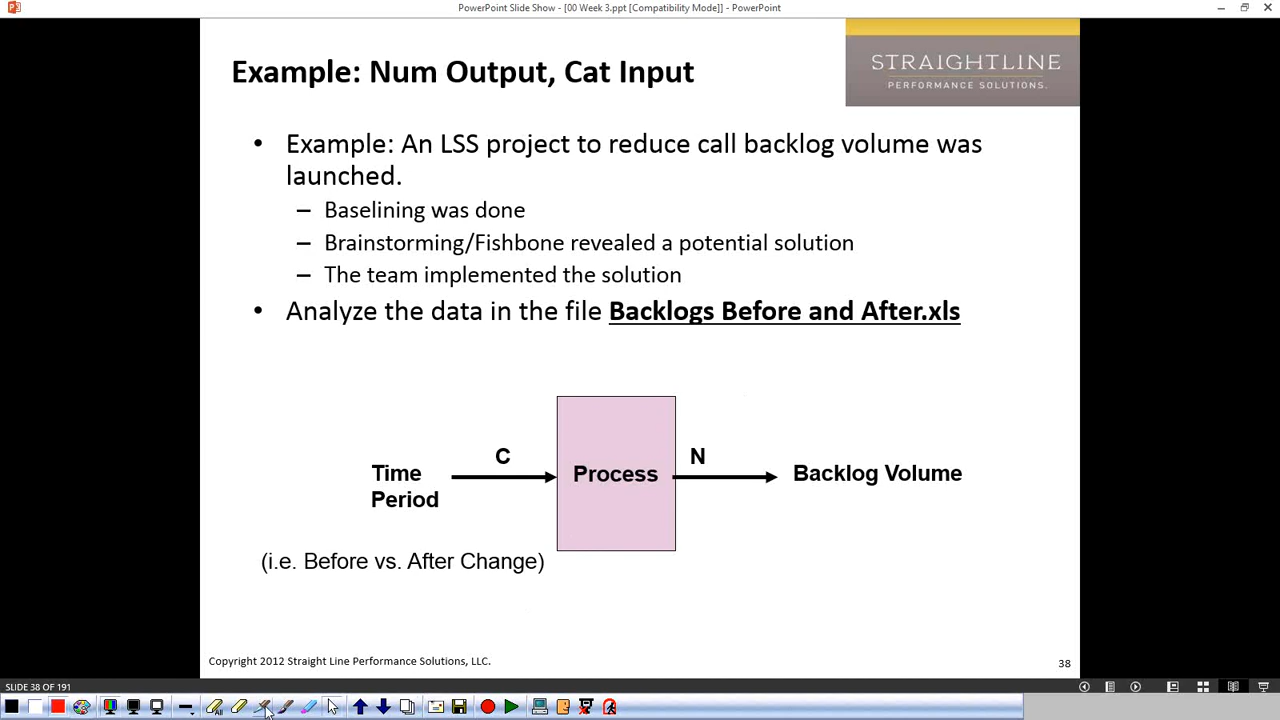 PowerPoint Slide Show - [00 Week 3.ppt [Compatibility Mode]] - PowerPoint
Example: Num Output, Cat Input
STRAIGHTLINE
PERFORMANCE SOLUTIONS.
• Example: An LSS project to reduce call backlog volume was
launched.
– Baselining was done
– Brainstorming/Fishbone revealed a potential solution
– The team implemented the solution
• Analyze the data in the file Backlogs Before and After.xls
C
N
Time
Period
Process
Backlog Volume
(i.e. Before vs. After Change)
Copyright 2012 Straight Line Performance Solutions, LLC.
38
SLIDE 38 OF 191